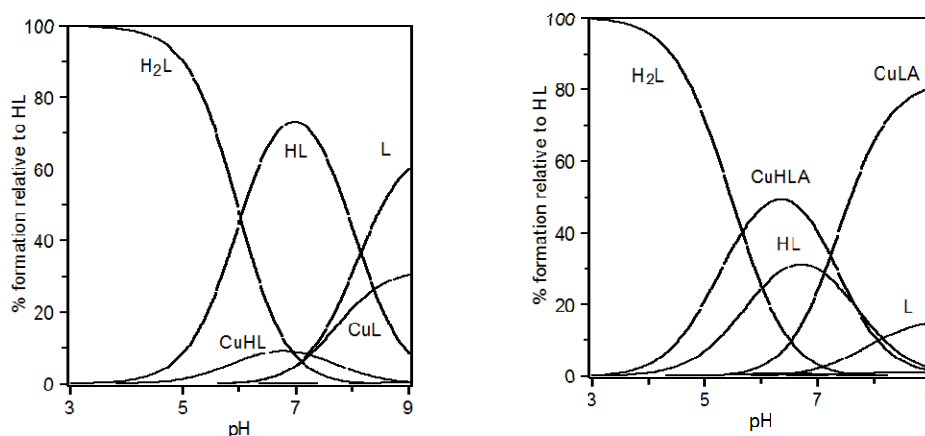 % formation relative to HL
100
80
60
40
20
0
H₂L
HL
L
CuHL
CuL
3
5
7
9
pH
% formation relative to HL
100
80
60
40
20
0
H₂L
CuLA
CuHLA
HL
L
3
5
7
9
pH